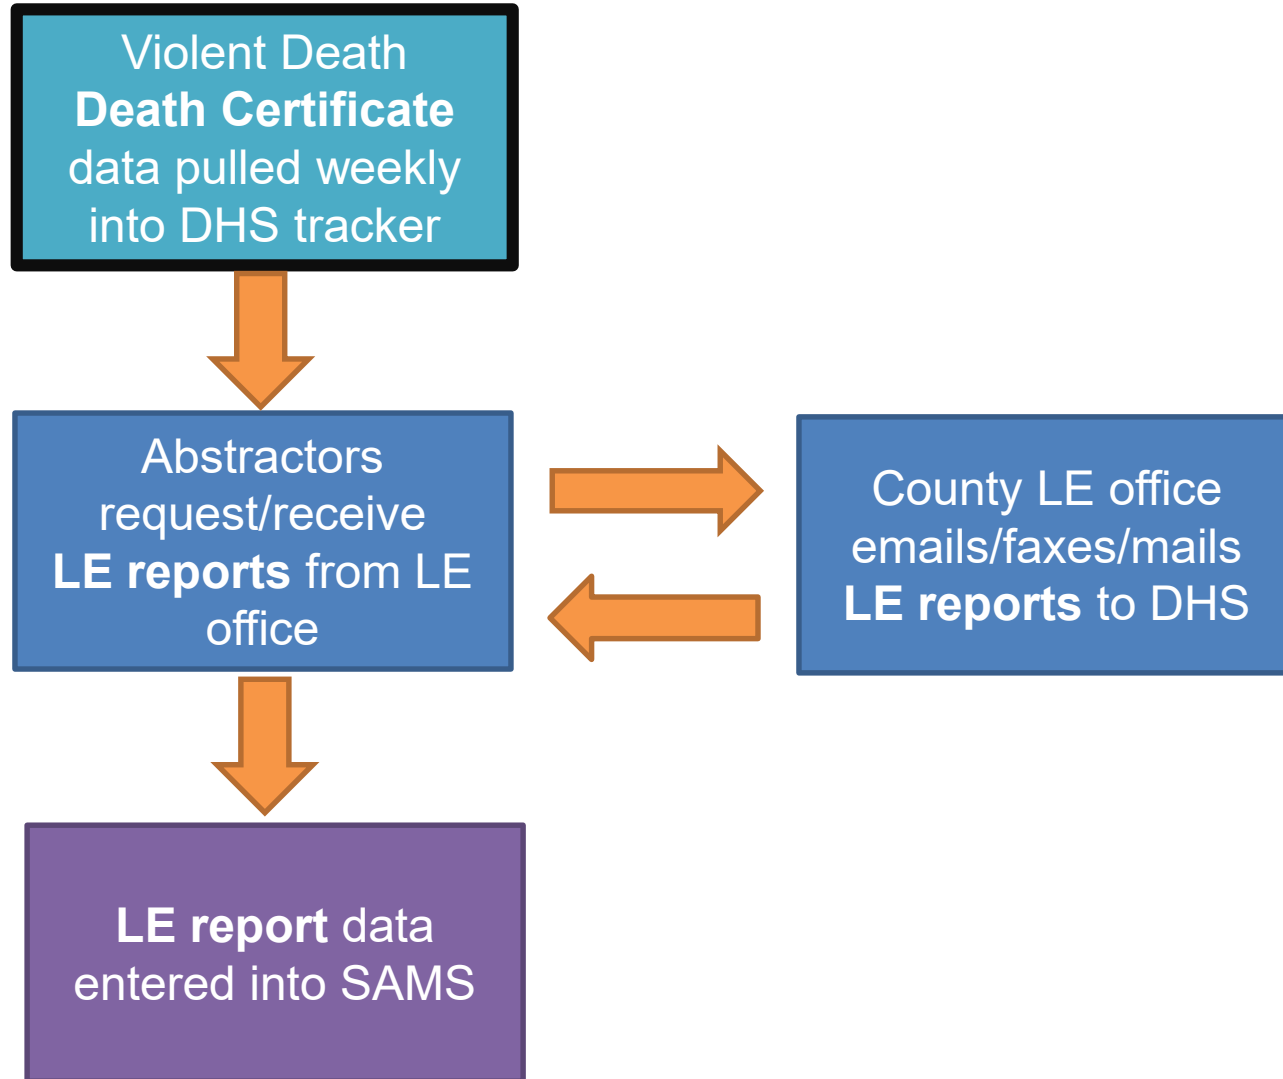 Violent Death
Death Certificate
data pulled weekly
into DHS tracker
Abstractors
request/receive
LE reports from LE
office
County LE office
emails/faxes/mails
LE reports to DHS
LE report data
entered into SAMS